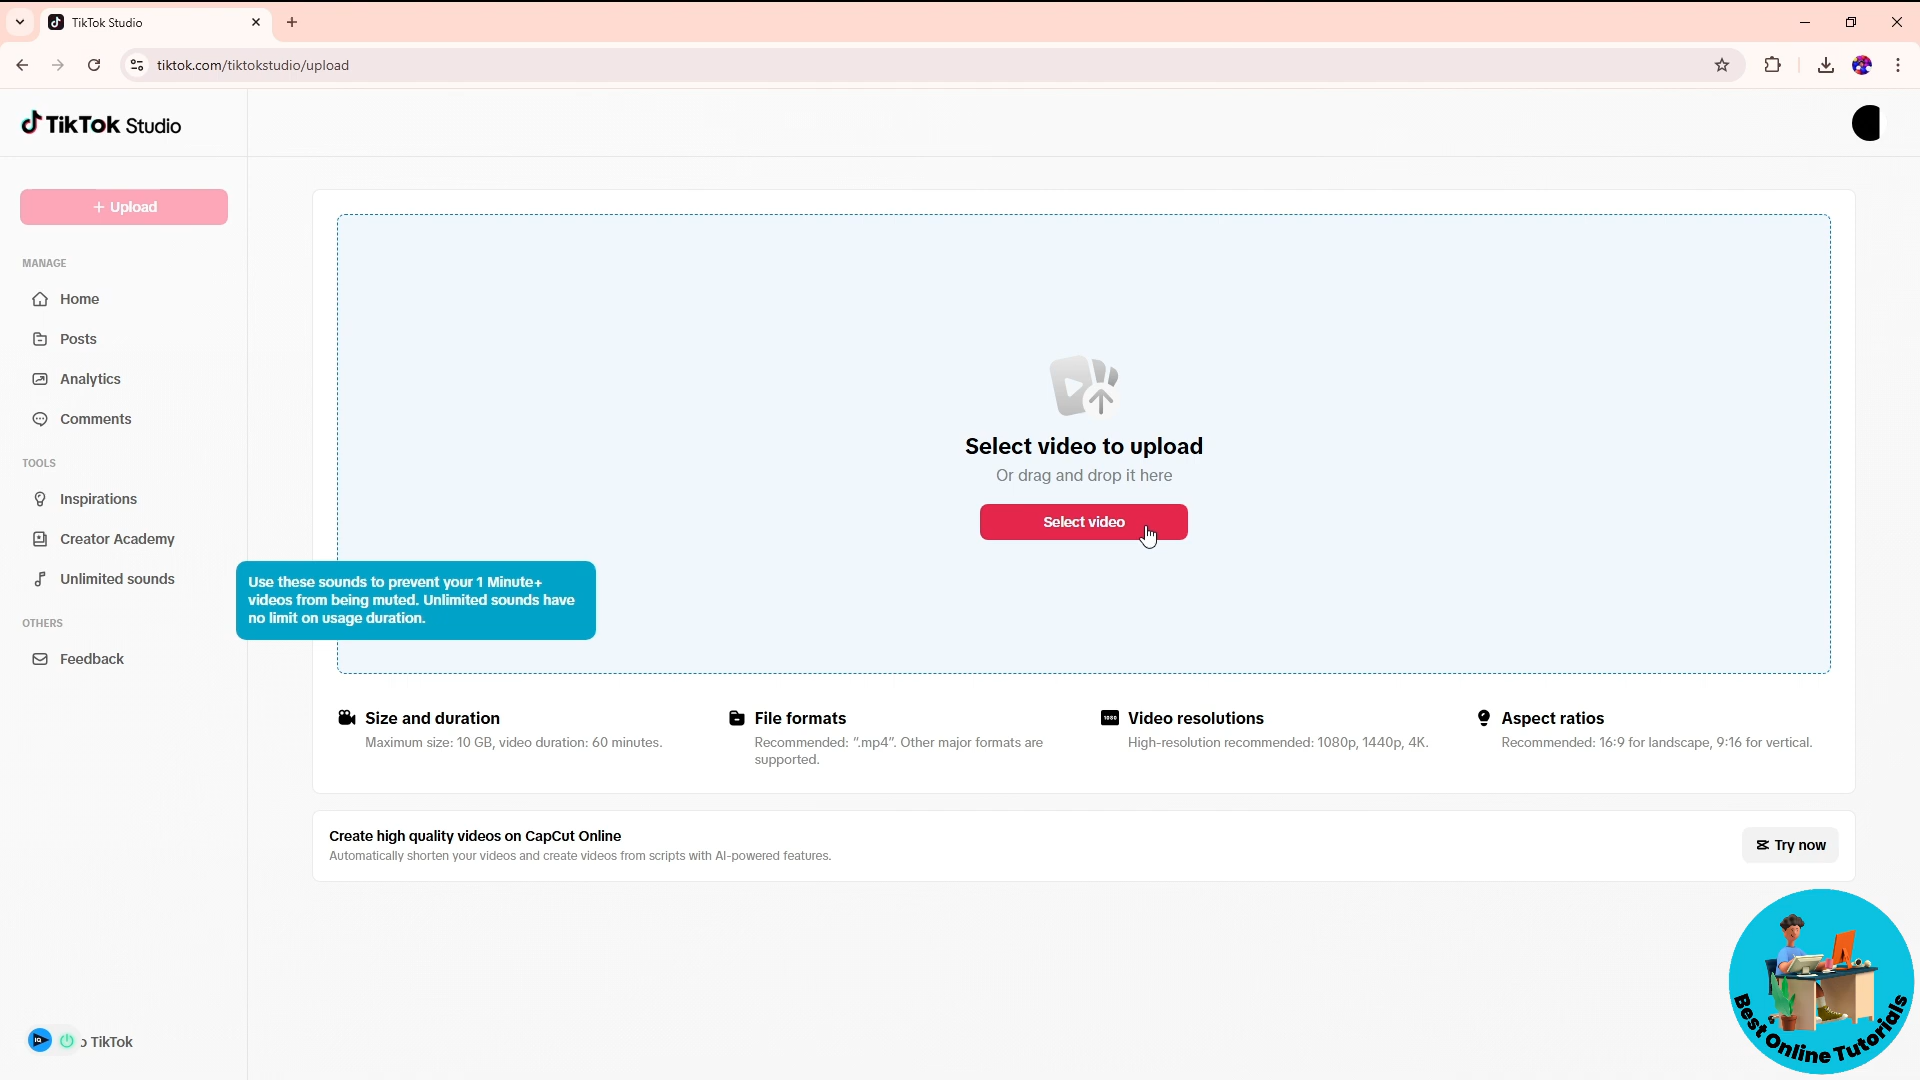 TikTok Studio
tiktok.com/tiktokstudio/upload
TikTok Studio
+ Upload
MANAGE
Home
Posts
Analytics
Comments
TOOLS
Inspirations
Creator Academy
Unlimited sounds
OTHERS
Feedback
Use these sounds to prevent your 1 Minute+
videos from being muted. Unlimited sounds have
no limit on usage duration.
Select video to upload
Or drag and drop it here
Select video
Size and duration
Maximum size: 10 GB, video duration: 60 minutes.
File formats
Recommended: ".mp4". Other major formats are
supported.
1080
Video resolutions
High-resolution recommended: 1080p, 1440p, 4K.
Aspect ratios
Recommended: 16:9 for landscape, 9:16 for vertical.
Create high quality videos on CapCut Online
Automatically shorten your videos and create videos from scripts with AI-powered features.
Try now
IQ
o TikTok
Best Online Tutorials